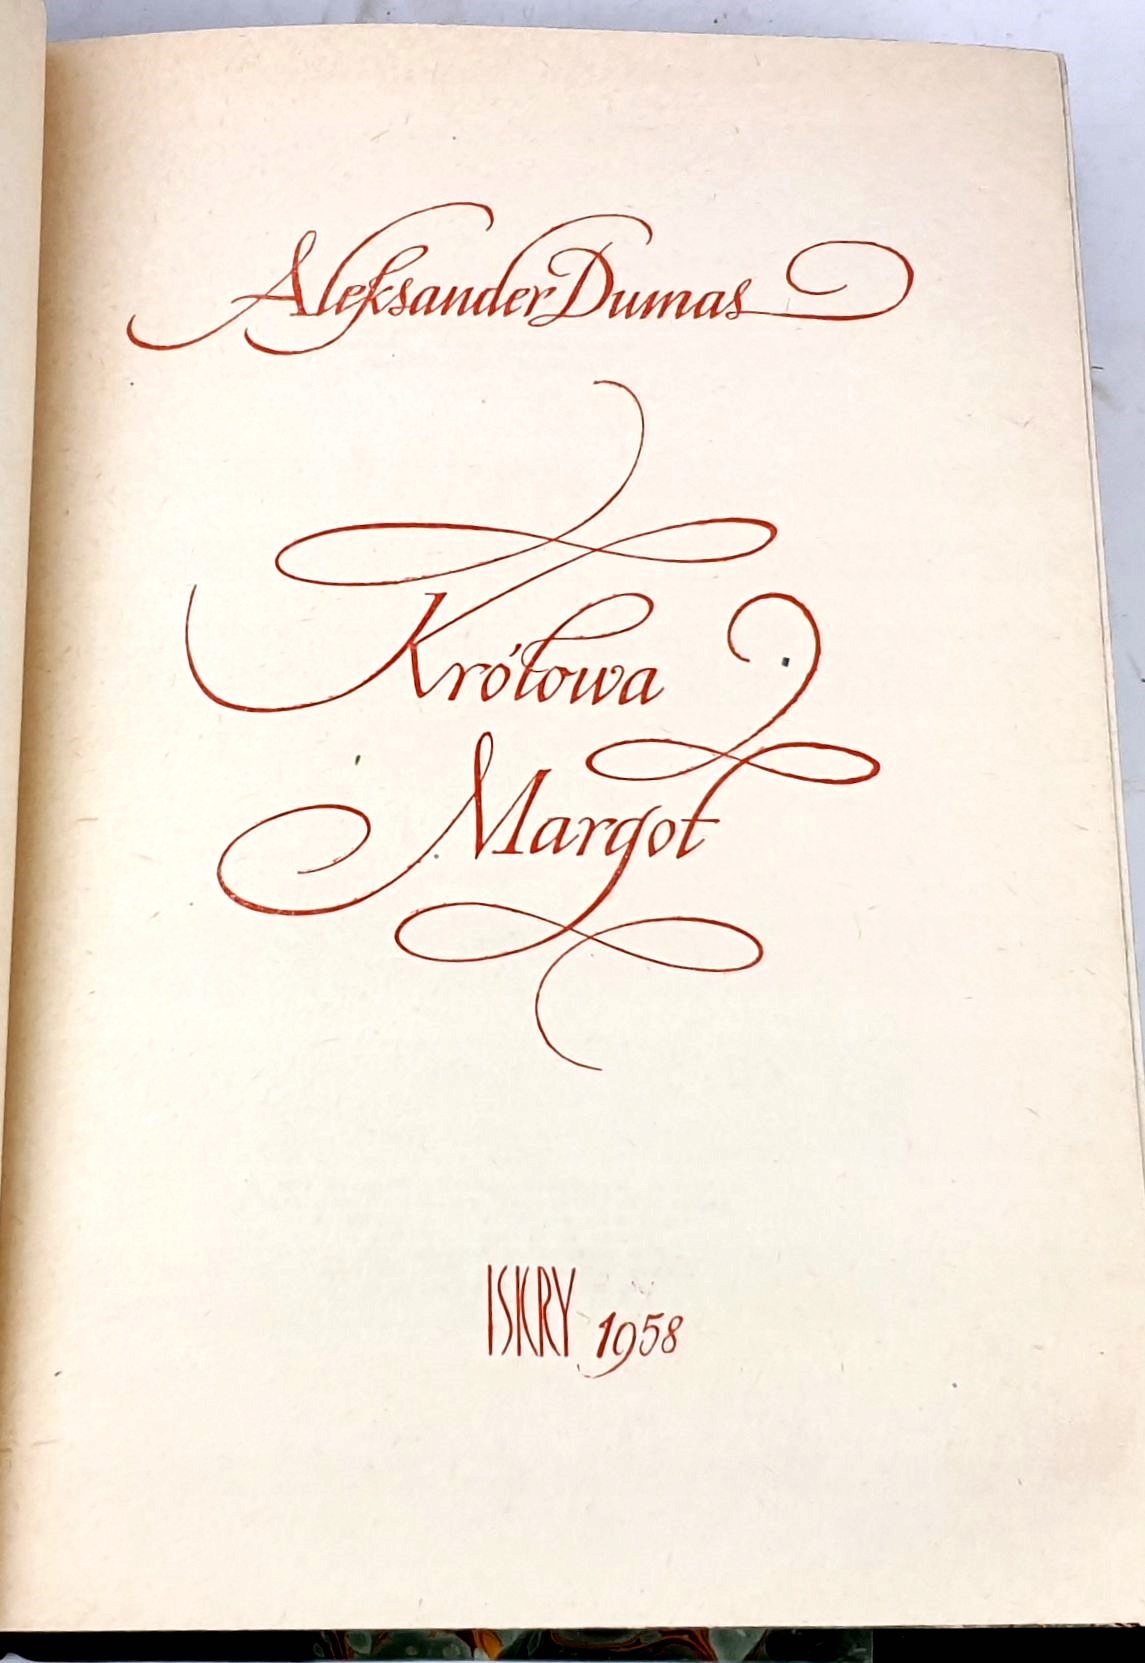 Aleksander Dumas
Królowa
Margot
ISKRY 1958